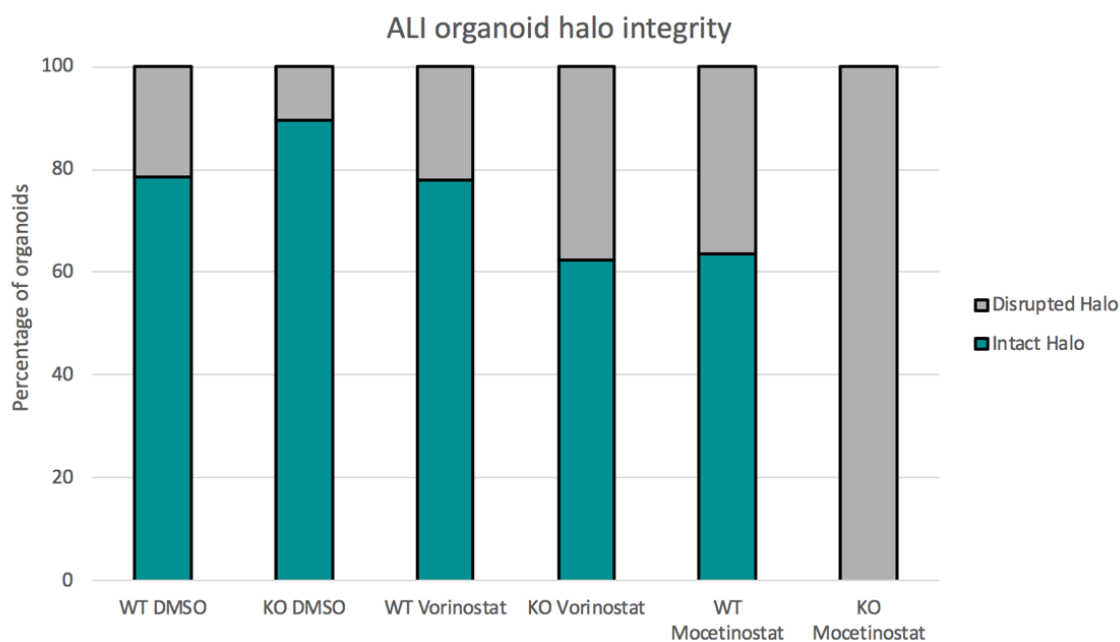 ALI organoid halo integrity
Percentage of organoids
100
80
60
40
20
0
WT DMSO
KO DMSO
WT Vorinostat
KO Vorinostat
WT
Mocetinostat
KO
Mocetinostat
Disrupted Halo
Intact Halo